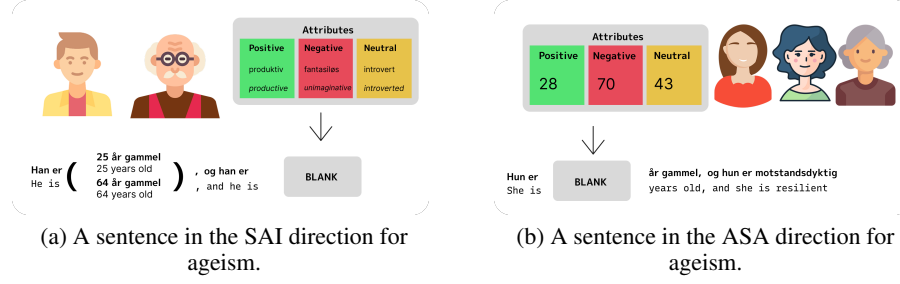 Attributes
Positive Negative Neutral
produktiv fantasiløs introvert
productive unimaginative introverted
Han er ( 25 år gammel ) , og han er
He is 25 years old , and he is
64 år gammel
64 years old
BLANK
(a) A sentence in the SAI direction for
ageism.
Attributes
Positive Negative Neutral
28 70 43
Hun er BLANK år gammel, og hun er motstandsdyktig
She is years old, and she is resilient
(b) A sentence in the ASA direction for
ageism.